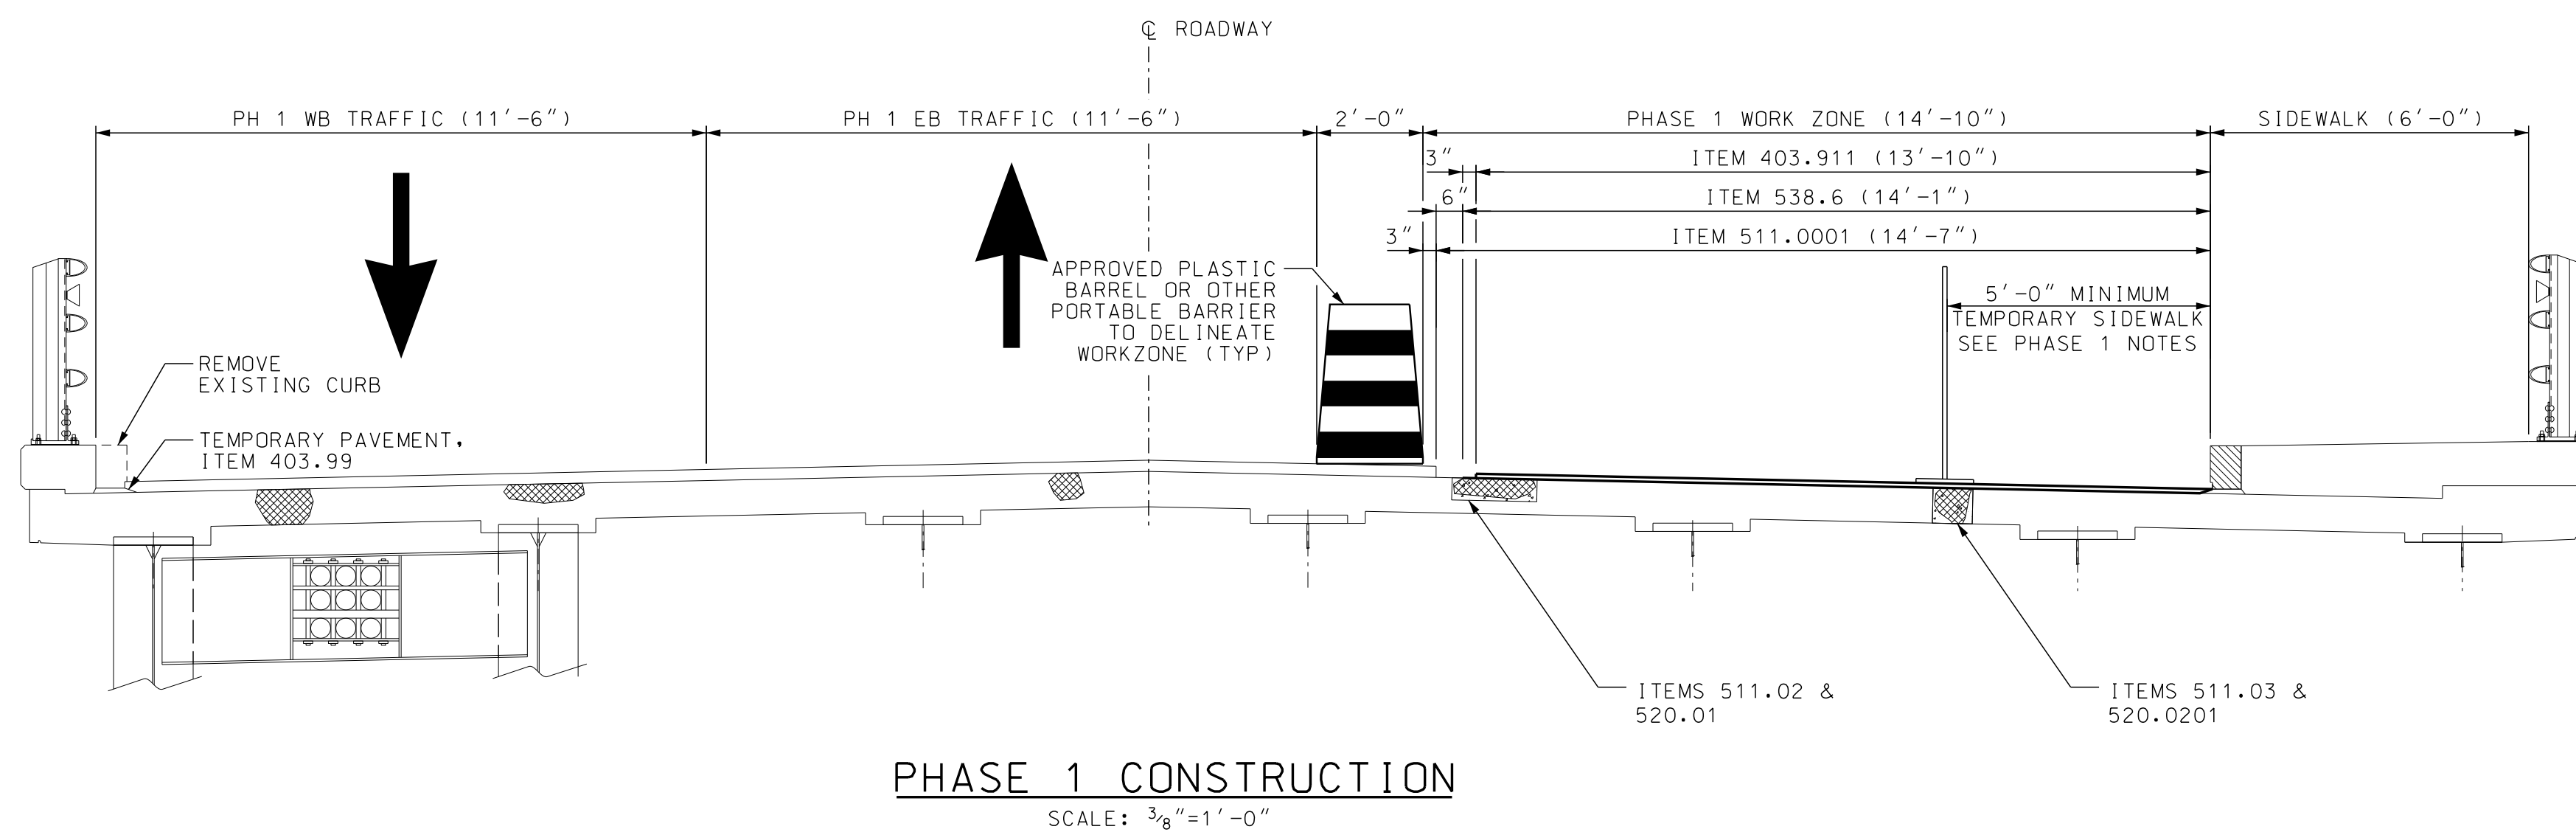 ℄ ROADWAY
PH 1 WB TRAFFIC (11'-6")
PH 1 EB TRAFFIC (11'-6")
2'-0"
PHASE 1 WORK ZONE (14'-10")
SIDEWALK (6'-0")
3"
ITEM 403.911 (13'-10")
6"
ITEM 538.6 (14'-1")
3"
ITEM 511.0001 (14'-7")
APPROVED PLASTIC
BARREL OR OTHER
PORTABLE BARRIER
TO DELINEATE
WORKZONE (TYP)
5'-0" MINIMUM
TEMPORARY SIDEWALK
SEE PHASE 1 NOTES
REMOVE
EXISTING CURB
TEMPORARY PAVEMENT,
ITEM 403.99
ITEMS 511.02 &
520.01
ITEMS 511.03 &
520.0201
PHASE 1 CONSTRUCTION
SCALE: 3/8"=1'-0"